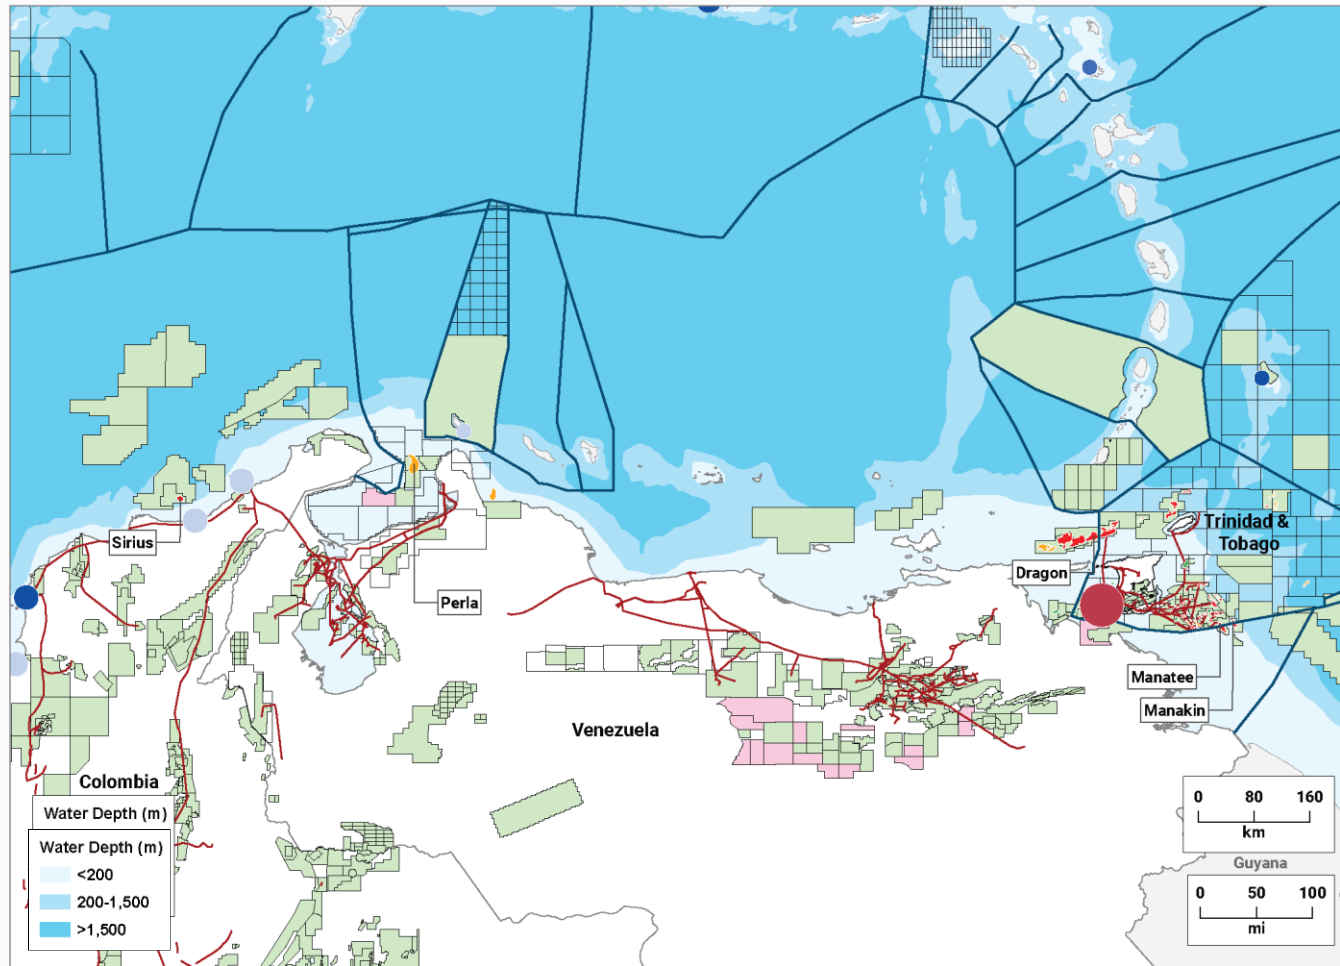 Trinidad &
Tobago
Sirius
Dragon
Perla
Manatee
Manakin
Venezuela
Colombia
Water Depth (m)
Water Depth (m)
<200
200-1,500
>1,500
0 80 160
km
Guyana
0 50 100
mi